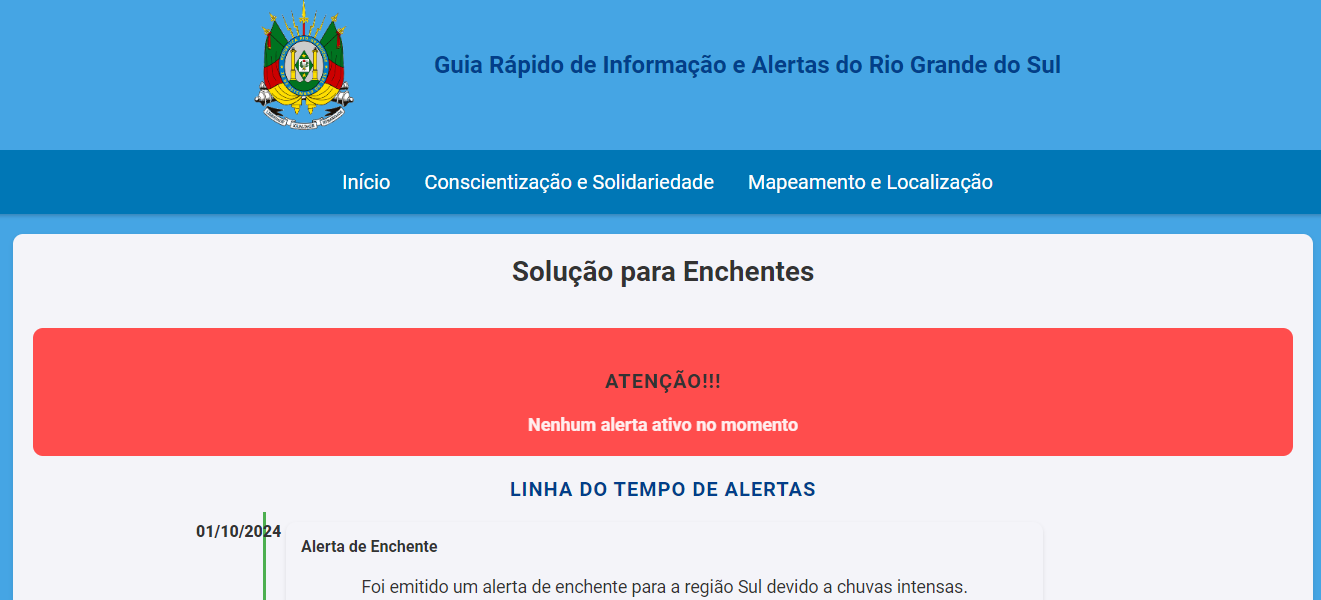 Guia Rápido de Informação e Alertas do Rio Grande do Sul
Início Conscientização e Solidariedade Mapeamento e Localização
Solução para Enchentes
ATENÇÃO!!!
Nenhum alerta ativo no momento
LINHA DO TEMPO DE ALERTAS
01/10/2024
Alerta de Enchente
Foi emitido um alerta de enchente para a região Sul devido a chuvas intensas.